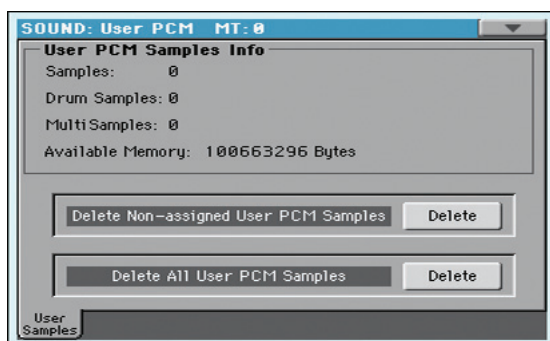 SOUND: User PCM MT:0
User PCM Samples Info
Samples: 0
Drum Samples: 0
MultiSamples: 0
Available Memory: 100663296 Bytes
Delete Non-assigned User PCM Samples Delete
Delete All User PCM Samples Delete
User
Samples